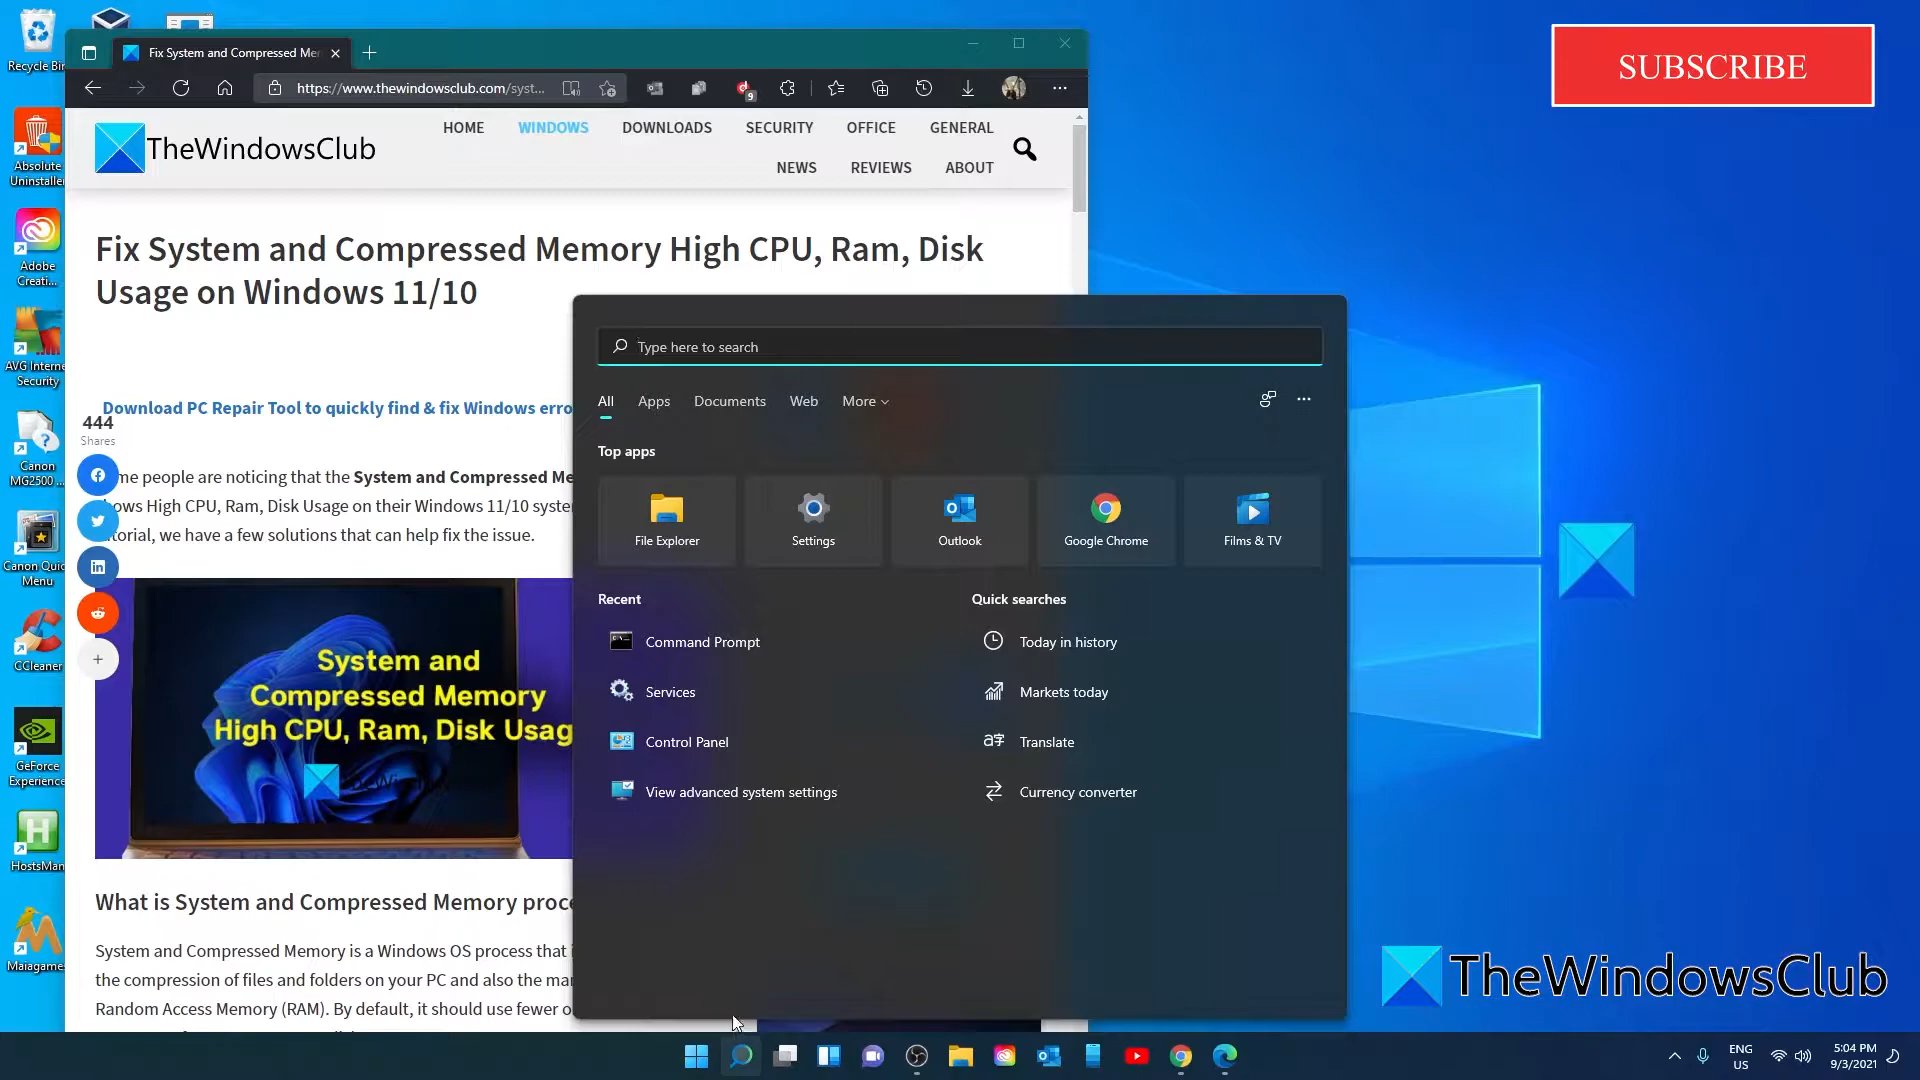 Recycle Bin
Absolute
Uninstaller
Adobe
Creati...
AVG Interne
Security
Canon
MG2500 ...
Canon Quic
Menu
CCleaner
GeForce
Experience
HostsMan
Maiagames
Fix System and Compressed Me
https://www.thewindowsclub.com/syst...
9
TheWindowsClub
HOME
WINDOWS
DOWNLOADS
SECURITY
OFFICE
GENERAL
NEWS
REVIEWS
ABOUT
Fix System and Compressed Memory High CPU, Ram, Disk
Usage on Windows 11/10
Download PC Repair Tool to quickly find & fix Windows erro
444
Shares
me people are noticing that the System and Compressed Me
ows High CPU, Ram, Disk Usage on their Windows 11/10 syste
torial, we have a few solutions that can help fix the issue.
System and
Compressed Memory
High CPU, Ram, Disk Usag
What is System and Compressed Memory proce
System and Compressed Memory is a Windows OS process that i
the compression of files and folders on your PC and also the ma
Random Access Memory (RAM). By default, it should use fewer o
Type here to search
All
Apps
Documents
Web
More
Top apps
File Explorer
Settings
Outlook
Google Chrome
Films & TV
Recent
Command Prompt
Services
Control Panel
View advanced system settings
Quick searches
Today in history
Markets today
Translate
Currency converter
SUBSCRIBE
TheWindowsClub
ENG
US
5:04 PM
9/3/2021